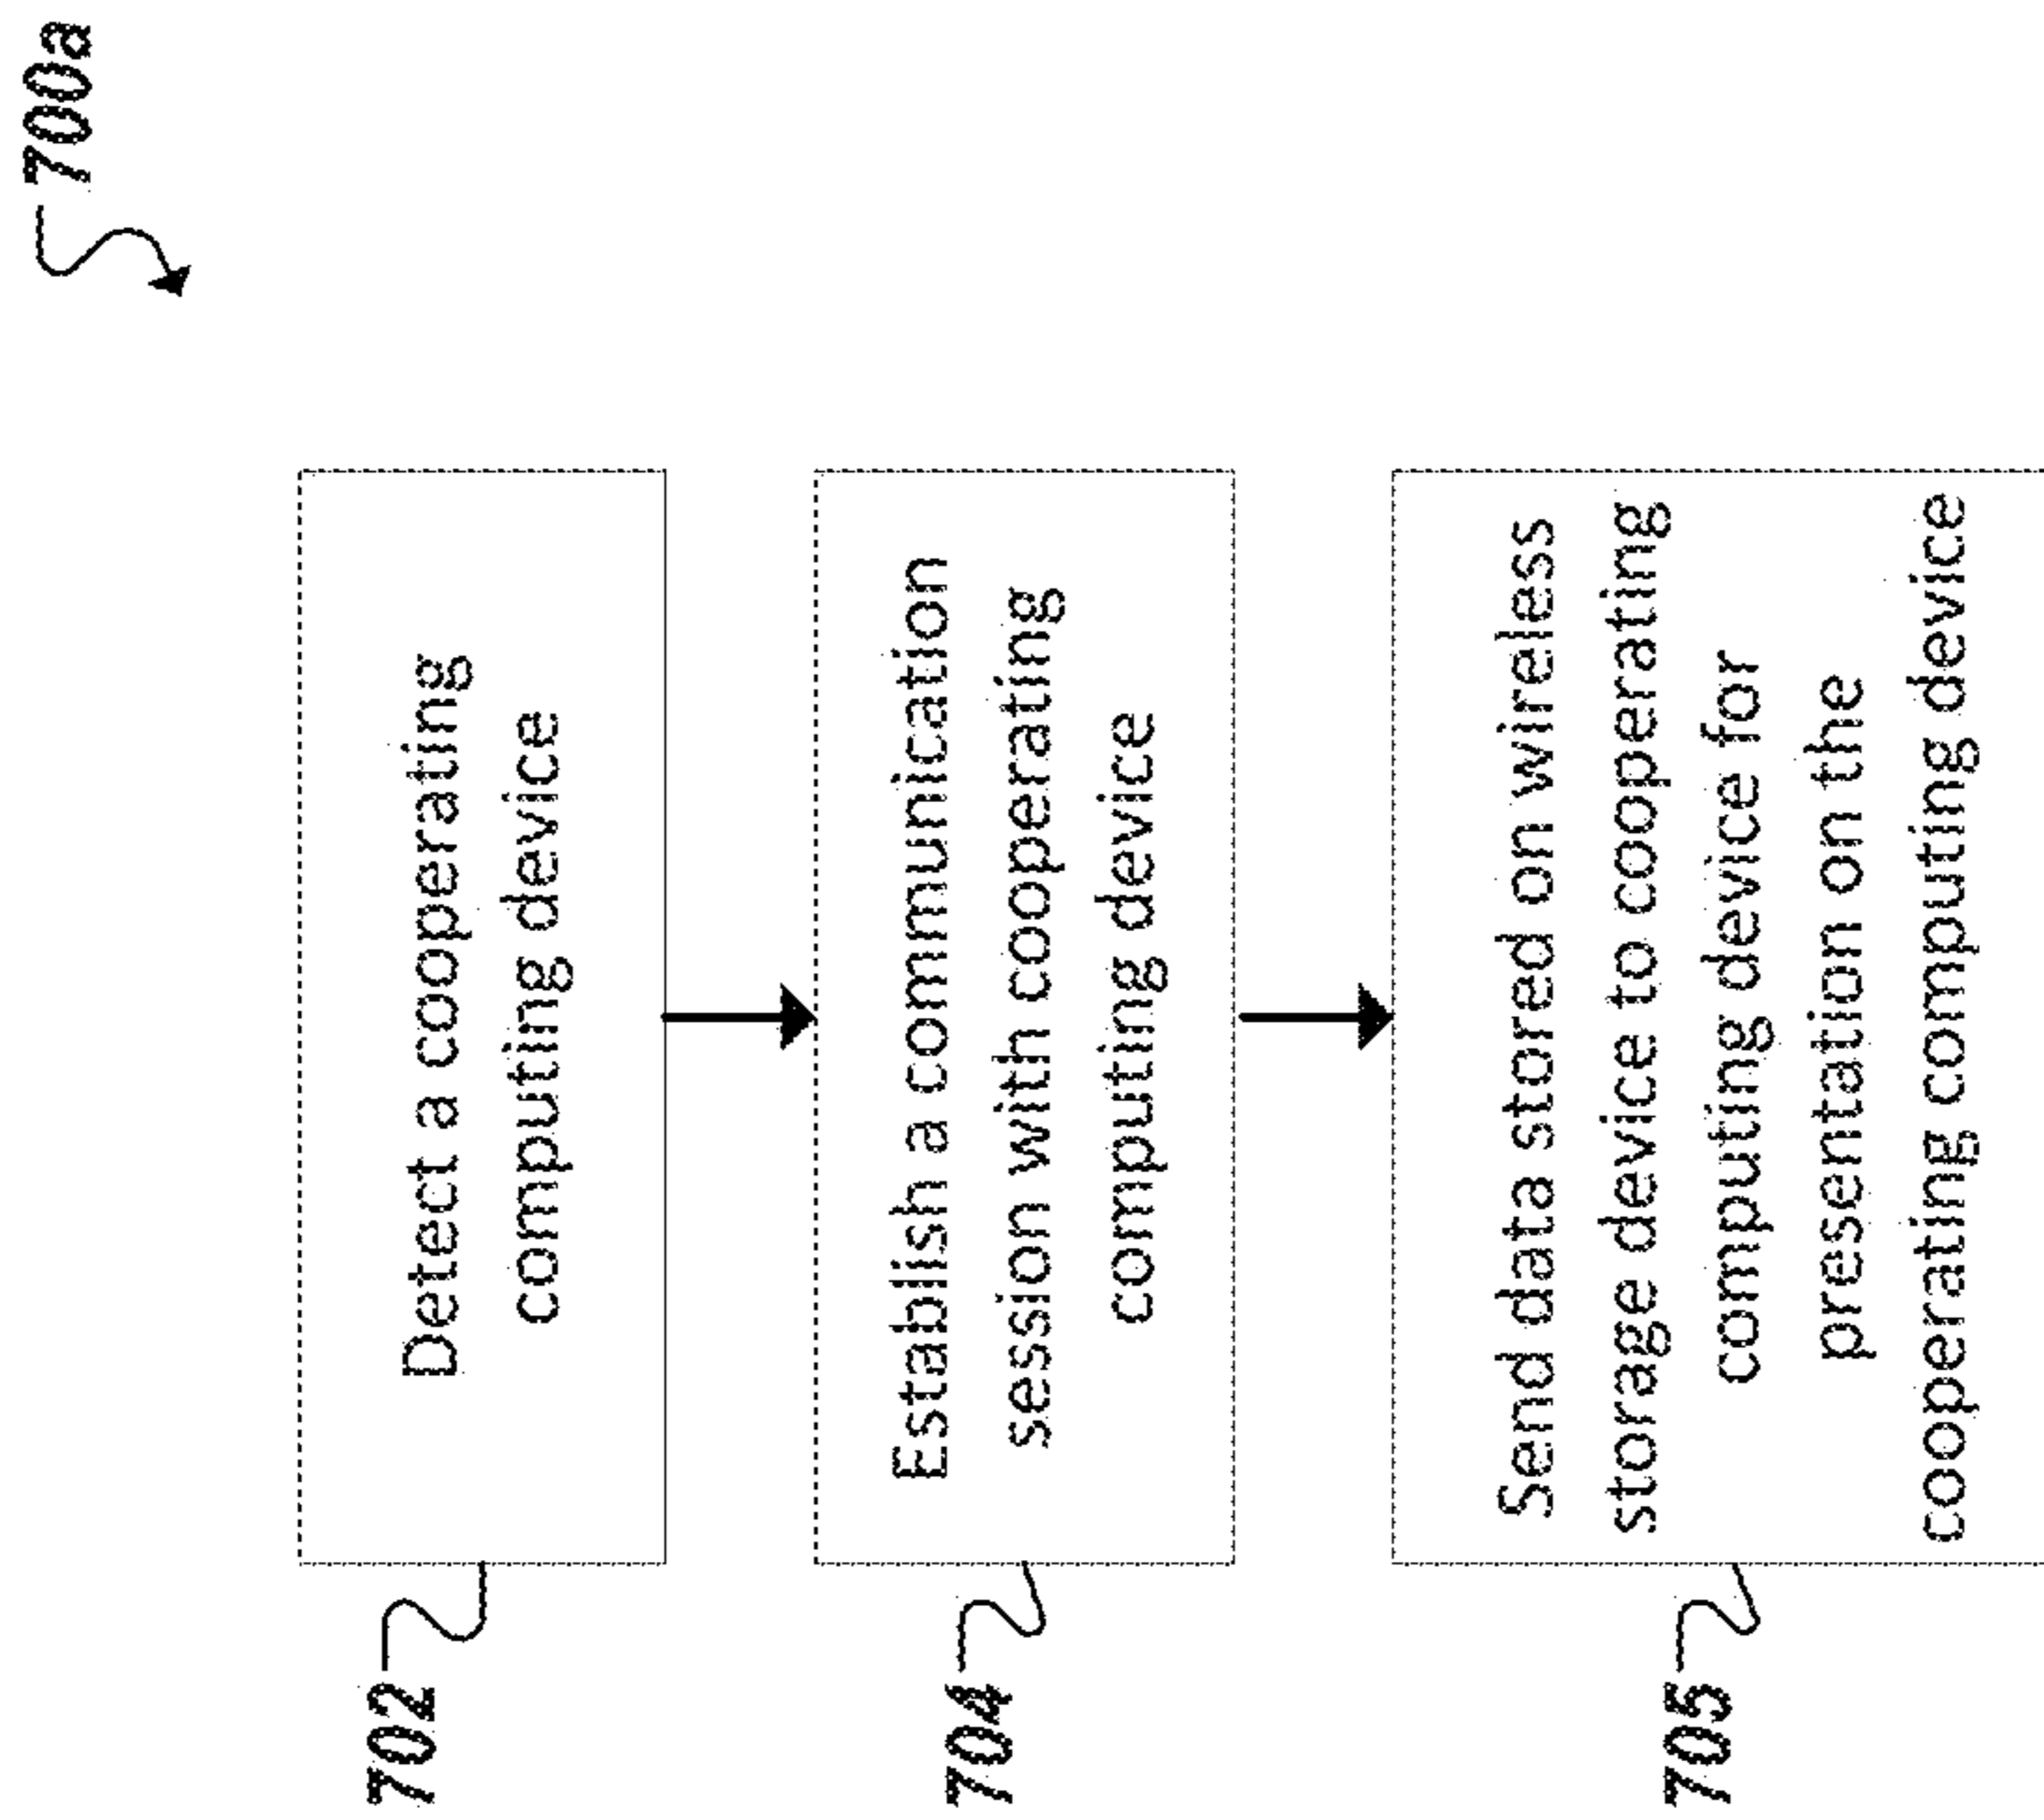 700a
702
Detect a cooperating
computing device
704
Establish a communication
session with cooperating
computing device
705
Send data stored on wireless
storage device to cooperating
computing device for
presentation on the
cooperating computing device